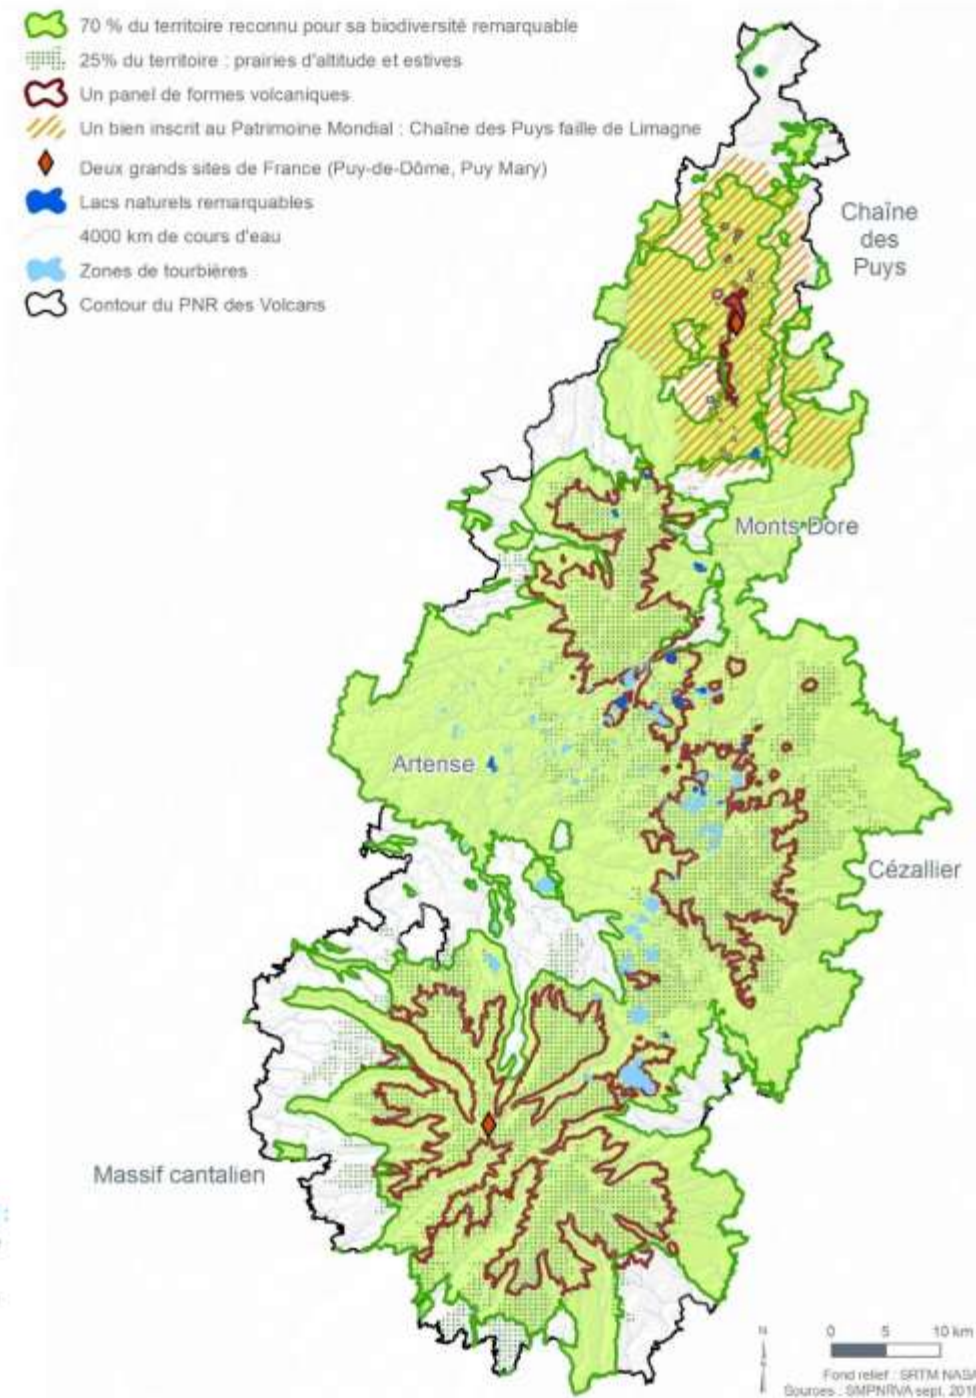 70 % du territoire reconnu pour sa biodiversité remarquable
25% du territoire : prairies d'altitude et estives
Un panel de formes volcaniques
Un bien inscrit au Patrimoine Mondial : Chaîne des Puys faille de Limagne
Deux grands sites de France (Puy-de-Dôme, Puy Mary)
Lacs naturels remarquables
4000 km de cours d'eau
Zones de tourbières
Contour du PNR des Volcans
Chaîne
des
Puys
Monts Dore
Artense
Cézallier
Massif cantalien
N
0 5 10 km
Fond relief : SRTM NASA
Sources : SMPNRVA sept. 201